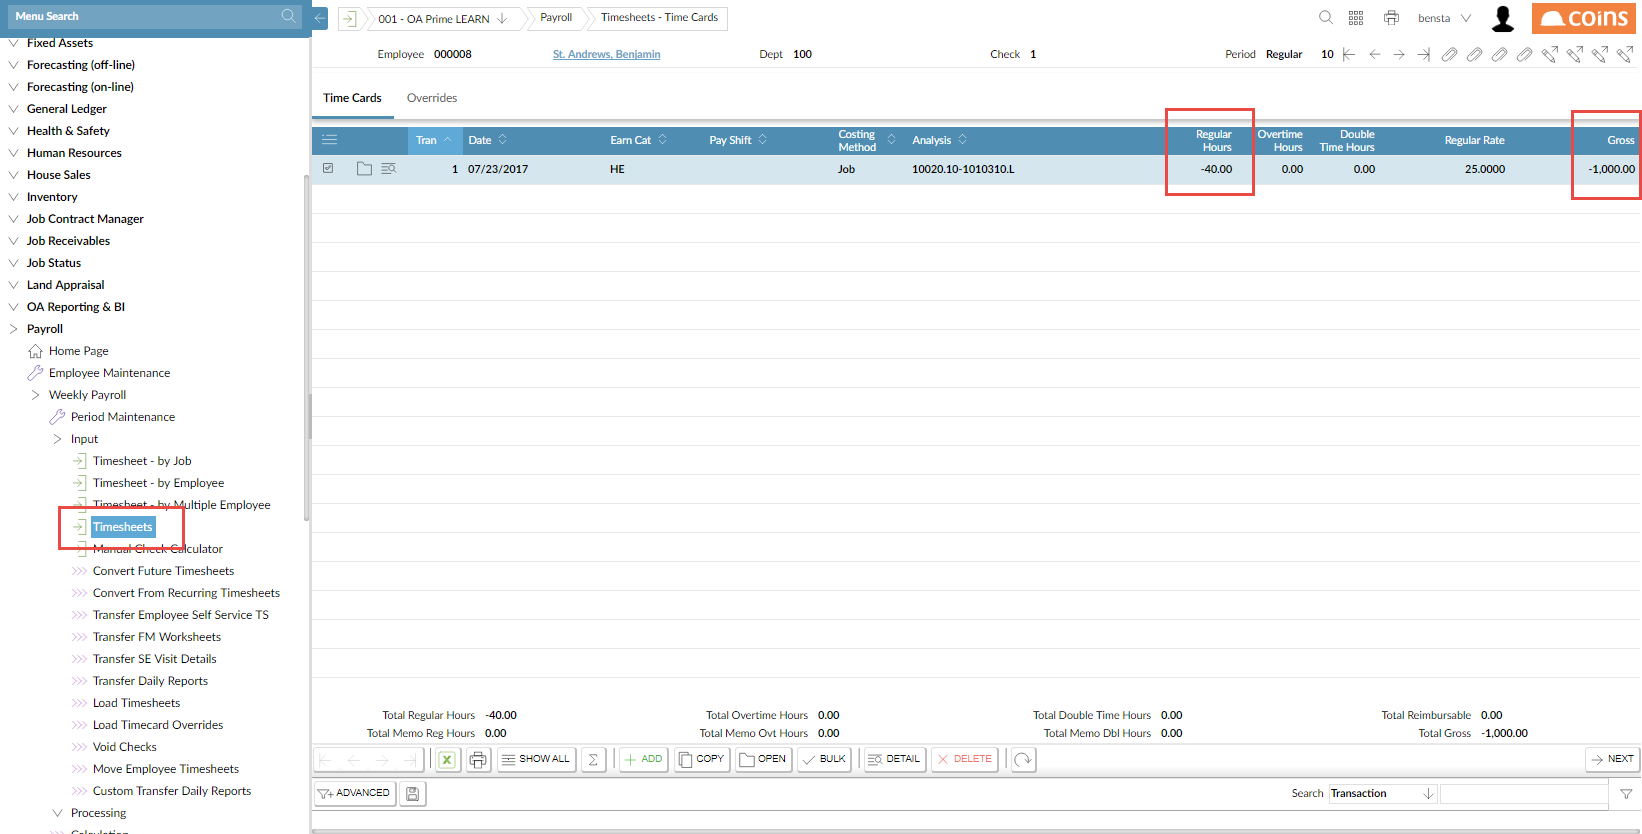 Menu Search
001 - OA Prime LEARN
Payroll
Timesheets - Time Cards
bensta
coins
Employee 000008
St. Andrews, Benjamin
Dept 100
Check 1
Period Regular 10
Time Cards
Overrides
Tran
Date
Earn Cat
Pay Shift
Costing Method
Analysis
Regular Hours
Overtime Hours
Double Time Hours
Regular Rate
Gross
1 07/23/2017 HE Job 10020.10-1010310.L -40.00 0.00 0.00 25.0000 -1,000.00
Fixed Assets
Forecasting (off-line)
Forecasting (on-line)
General Ledger
Health & Safety
Human Resources
House Sales
Inventory
Job Contract Manager
Job Receivables
Job Status
Land Appraisal
OA Reporting & BI
Payroll
Home Page
Employee Maintenance
Weekly Payroll
Period Maintenance
Input
Timesheet - by Job
Timesheet - by Employee
Timesheet - by Multiple Employee
Timesheets
Manual Check Calculator
Convert Future Timesheets
Convert From Recurring Timesheets
Transfer Employee Self Service TS
Transfer FM Worksheets
Transfer SE Visit Details
Transfer Daily Reports
Load Timesheets
Load Timecard Overrides
Void Checks
Move Employee Timesheets
Custom Transfer Daily Reports
Processing
Calculation
Total Regular Hours -40.00
Total Overtime Hours 0.00
Total Double Time Hours 0.00
Total Reimbursable 0.00
Total Memo Reg Hours 0.00
Total Memo Ovt Hours 0.00
Total Memo Dbl Hours 0.00
Total Gross -1,000.00
SHOW ALL
Σ
ADD
COPY
OPEN
BULK
DETAIL
DELETE
NEXT
ADVANCED
Search Transaction